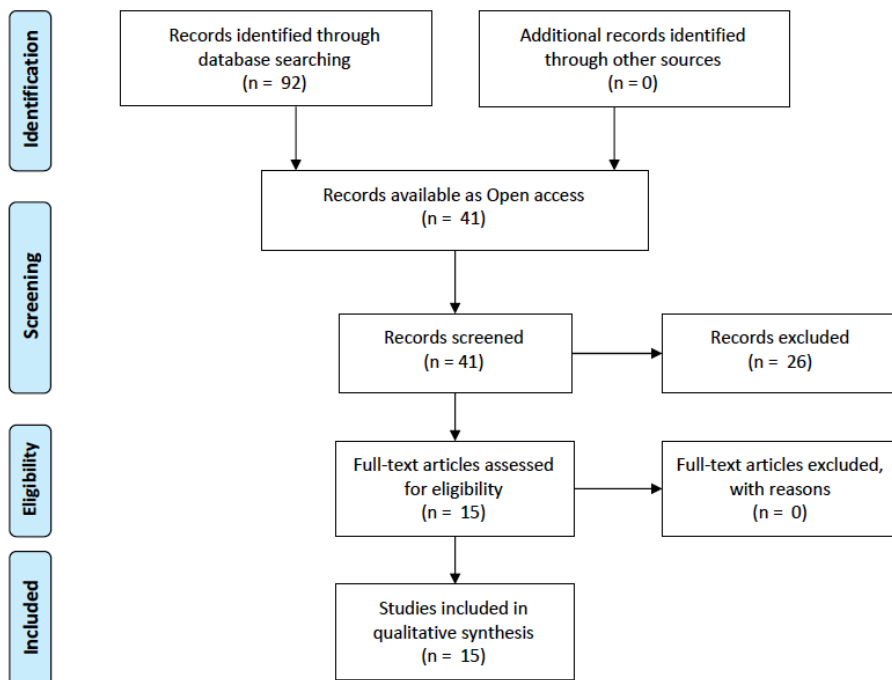 Identification
Records identified through
database searching
(n = 92)
Additional records identified
through other sources
(n = 0)
Records available as Open access
(n = 41)
Screening
Records screened
(n = 41)
Records excluded
(n = 26)
Eligibility
Full-text articles assessed
for eligibility
(n = 15)
Full-text articles excluded,
with reasons
(n = 0)
Included
Studies included in
qualitative synthesis
(n = 15)